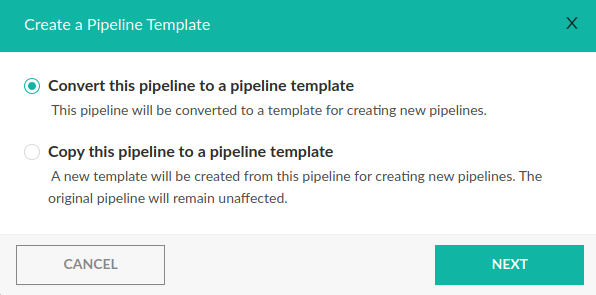 Create a Pipeline Template
X
Convert this pipeline to a pipeline template
This pipeline will be converted to a template for creating new pipelines.
Copy this pipeline to a pipeline template
A new template will be created from this pipeline for creating new pipelines. The
original pipeline will remain unaffected.
CANCEL
NEXT